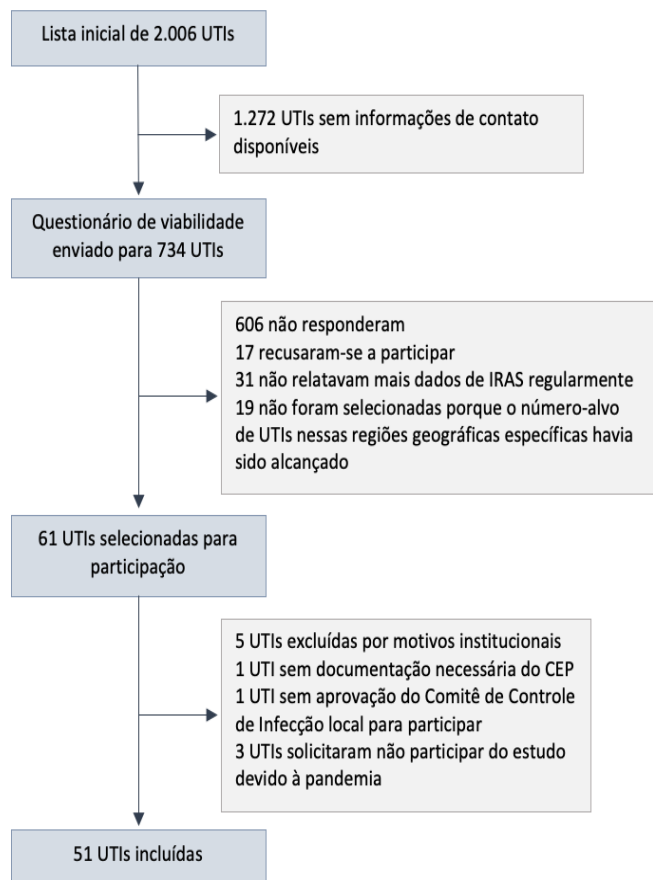 Lista inicial de 2.006 UTIs
1.272 UTIs sem informações de contato
disponíveis
Questionário de viabilidade
enviado para 734 UTIs
606 não responderam
17 recusaram-se a participar
31 não relatavam mais dados de IRAS regularmente
19 não foram selecionadas porque o número-alvo
de UTIs nessas regiões geográficas específicas havia
sido alcançado
61 UTIs selecionadas para
participação
5 UTIs excluídas por motivos institucionais
1 UTI sem documentação necessária do CEP
1 UTI sem aprovação do Comitê de Controle
de Infecção local para participar
3 UTIs solicitaram não participar do estudo
devido à pandemia
51 UTIs incluídas